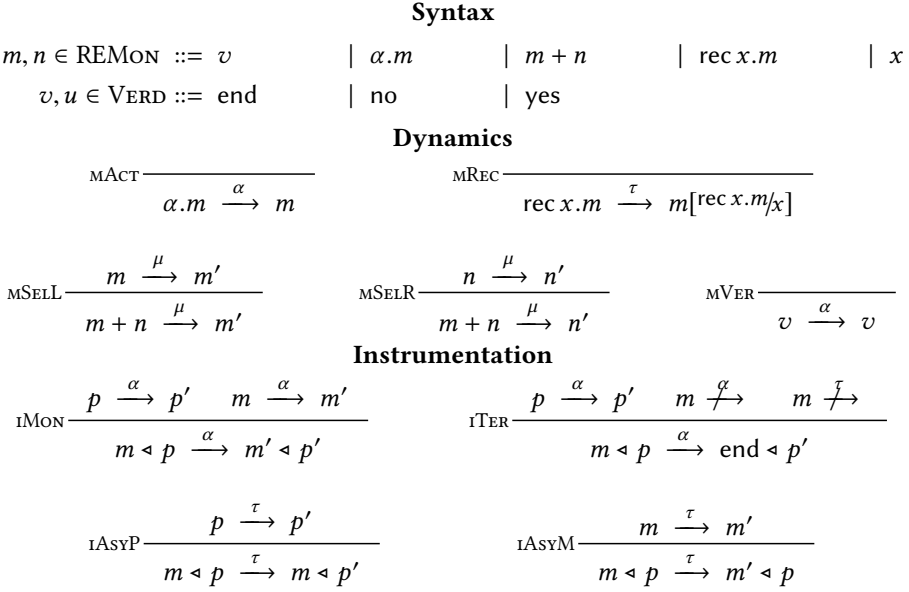 Syntax
m, n ∈ REMon ::= v | α.m | m + n | rec x.m | x
v, u ∈ Verd ::= end | no | yes
Dynamics
mAct α.m —α→ m
mRec rec x.m —τ→ m[rec x.m/x]
mSelL m —μ→ m′
m + n —μ→ m′
mSelR n —μ→ n′
m + n —μ→ n′
mVer v —α→ v
Instrumentation
iMon p —α→ p′ m —α→ m′
m ◃ p —α→ m′ ◃ p′
iTer p —α→ p′ m —α↛ m —τ↛
m ◃ p —α→ end ◃ p′
iAsyP p —τ→ p′
m ◃ p —τ→ m ◃ p′
iAsyM m —τ→ m′
m ◃ p —τ→ m′ ◃ p